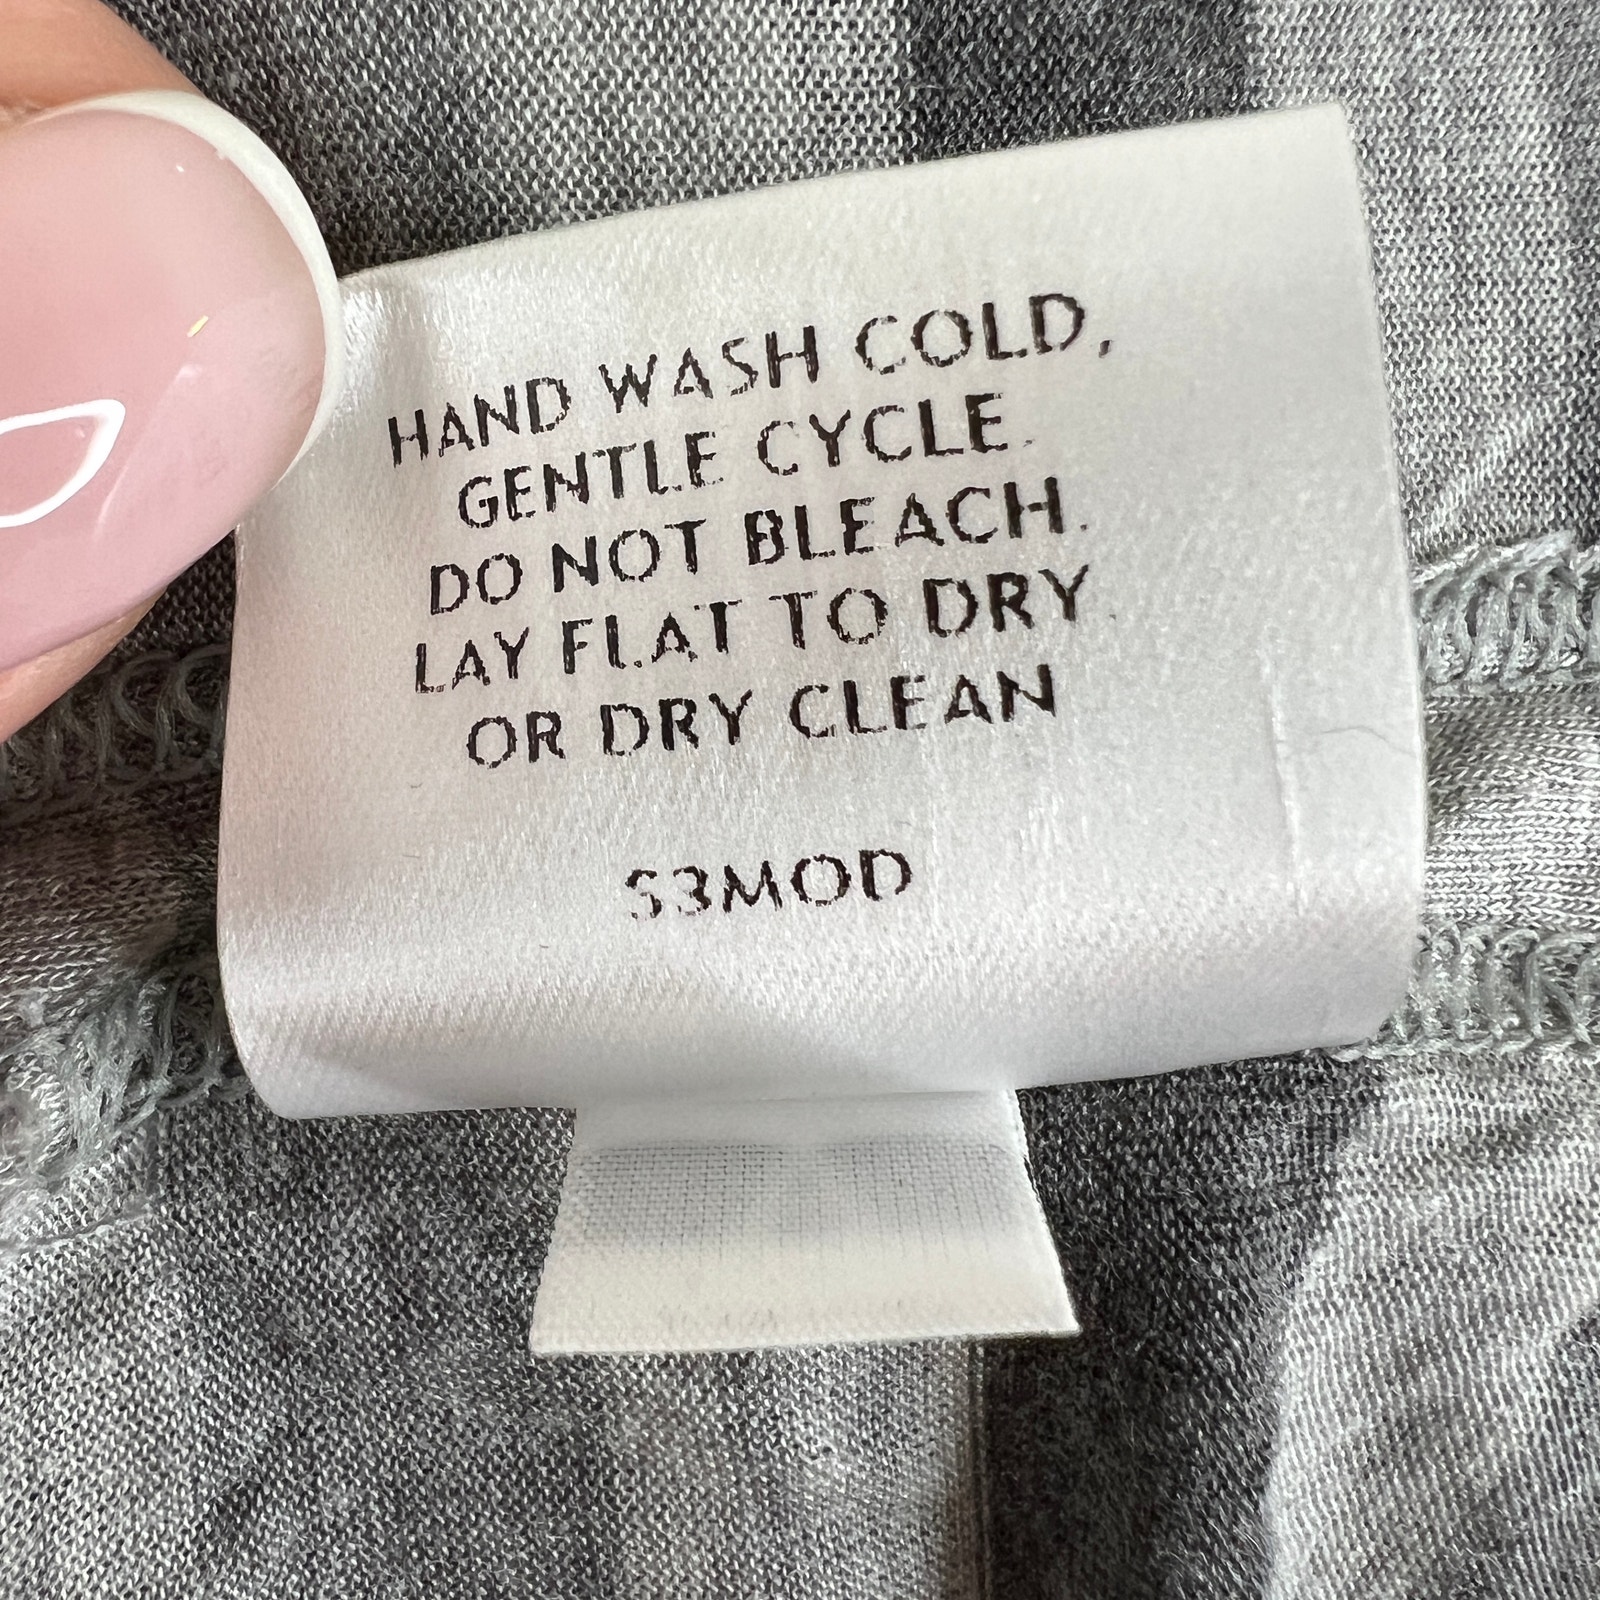 HAND WASH COLD,
GENTLE CYCLE.
DO NOT BLEACH.
LAY FLAT TO DRY.
OR DRY CLEAN
S3MOD